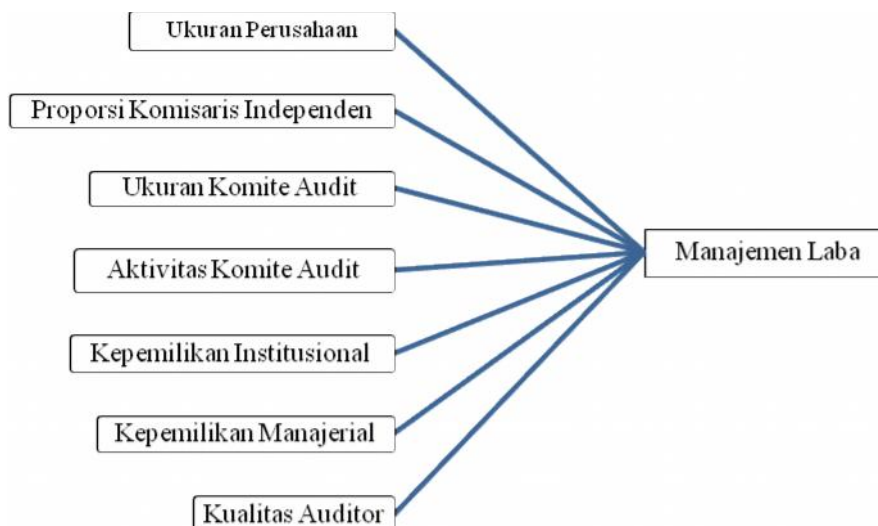 Ukuran Perusahaan
Proporsi Komisaris Independen
Ukuran Komite Audit
Aktivitas Komite Audit
Kepemilikan Institusional
Kepemilikan Manajerial
Kualitas Auditor
Manajemen Laba